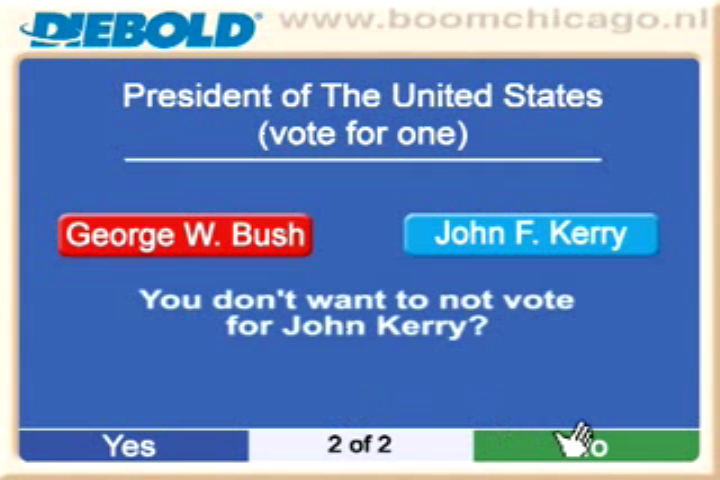 DIEBOLD www.boomchicago.nl
President of The United States
(vote for one)
George W. Bush John F. Kerry
You don't want to not vote
for John Kerry?
Yes 2 of 2